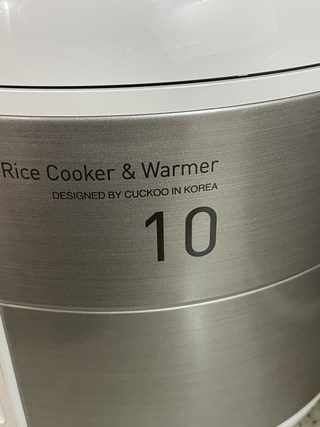 Rice Cooker & Warmer
DESIGNED BY CUCKOO IN KOREA
10